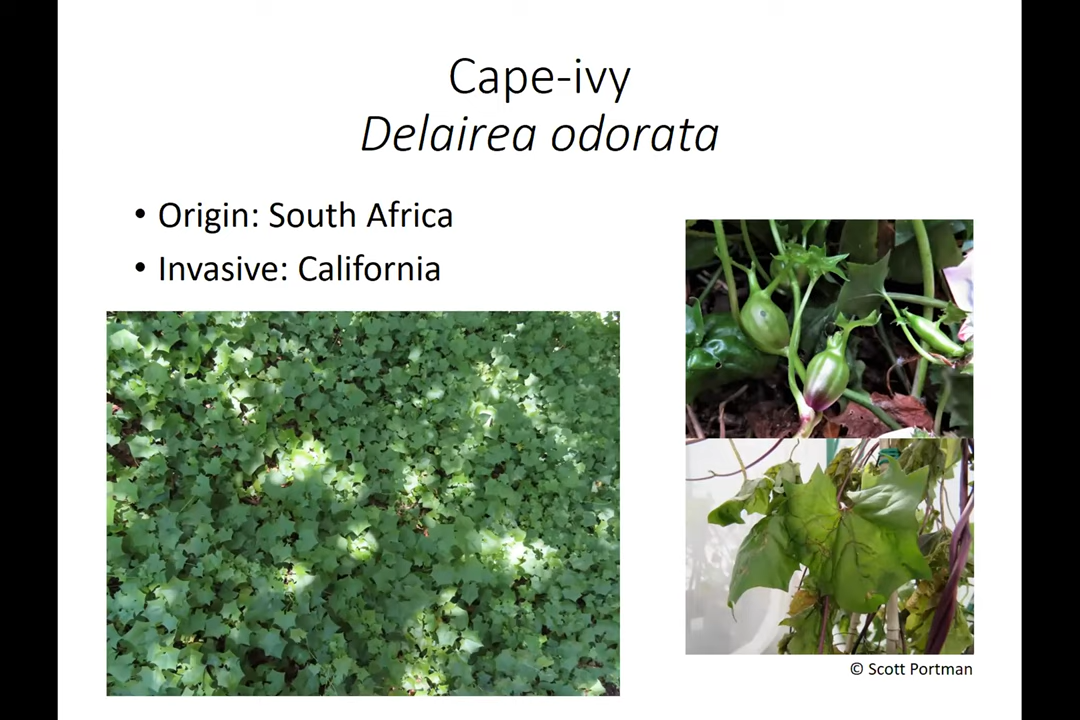 Cape-ivy
Delairea odorata
• Origin: South Africa
• Invasive: California
© Scott Portman